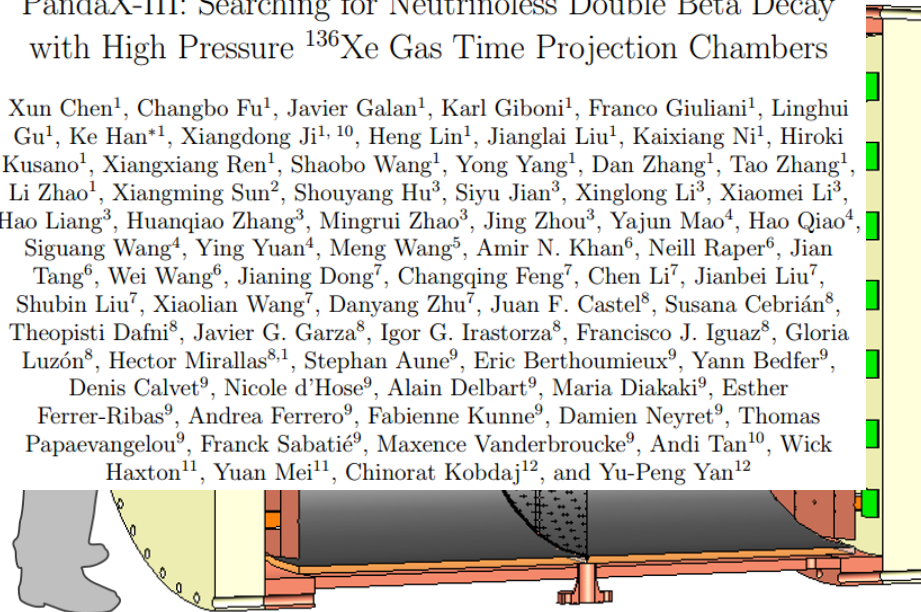 PandaX-III: Searching for Neutrinoless Double Beta Decay
with High Pressure ¹³⁶Xe Gas Time Projection Chambers
Xun Chen¹, Changbo Fu¹, Javier Galan¹, Karl Giboni¹, Franco Giuliani¹, Linghui
Gu¹, Ke Han*¹, Xiangdong Ji¹, ¹⁰, Heng Lin¹, Jianglai Liu¹, Kaixiang Ni¹, Hiroki
Kusano¹, Xiangxiang Ren¹, Shaobo Wang¹, Yong Yang¹, Dan Zhang¹, Tao Zhang¹,
Li Zhao¹, Xiangming Sun², Shouyang Hu³, Siyu Jian³, Xinglong Li³, Xiaomei Li³,
Hao Liang³, Huanqiao Zhang³, Mingrui Zhao³, Jing Zhou³, Yajun Mao⁴, Hao Qiao⁴,
Siguang Wang⁴, Ying Yuan⁴, Meng Wang⁵, Amir N. Khan⁶, Neill Raper⁶, Jian
Tang⁶, Wei Wang⁶, Jianing Dong⁷, Changqing Feng⁷, Chen Li⁷, Jianbei Liu⁷,
Shubin Liu⁷, Xiaolian Wang⁷, Danyang Zhu⁷, Juan F. Castel⁸, Susana Cebrián⁸,
Theopisti Dafni⁸, Javier G. Garza⁸, Igor G. Irastorza⁸, Francisco J. Iguaz⁸, Gloria
Luzón⁸, Hector Mirallas⁸,¹, Stephan Aune⁹, Eric Berthoumieux⁹, Yann Bedfer⁹,
Denis Calvet⁹, Nicole d'Hose⁹, Alain Delbart⁹, Maria Diakaki⁹, Esther
Ferrer-Ribas⁹, Andrea Ferrero⁹, Fabienne Kunne⁹, Damien Neyret⁹, Thomas
Papaevangelou⁹, Franck Sabatié⁹, Maxence Vanderbroucke⁹, Andi Tan¹⁰, Wick
Haxton¹¹, Yuan Mei¹¹, Chinorat Kobdaj¹², and Yu-Peng Yan¹²